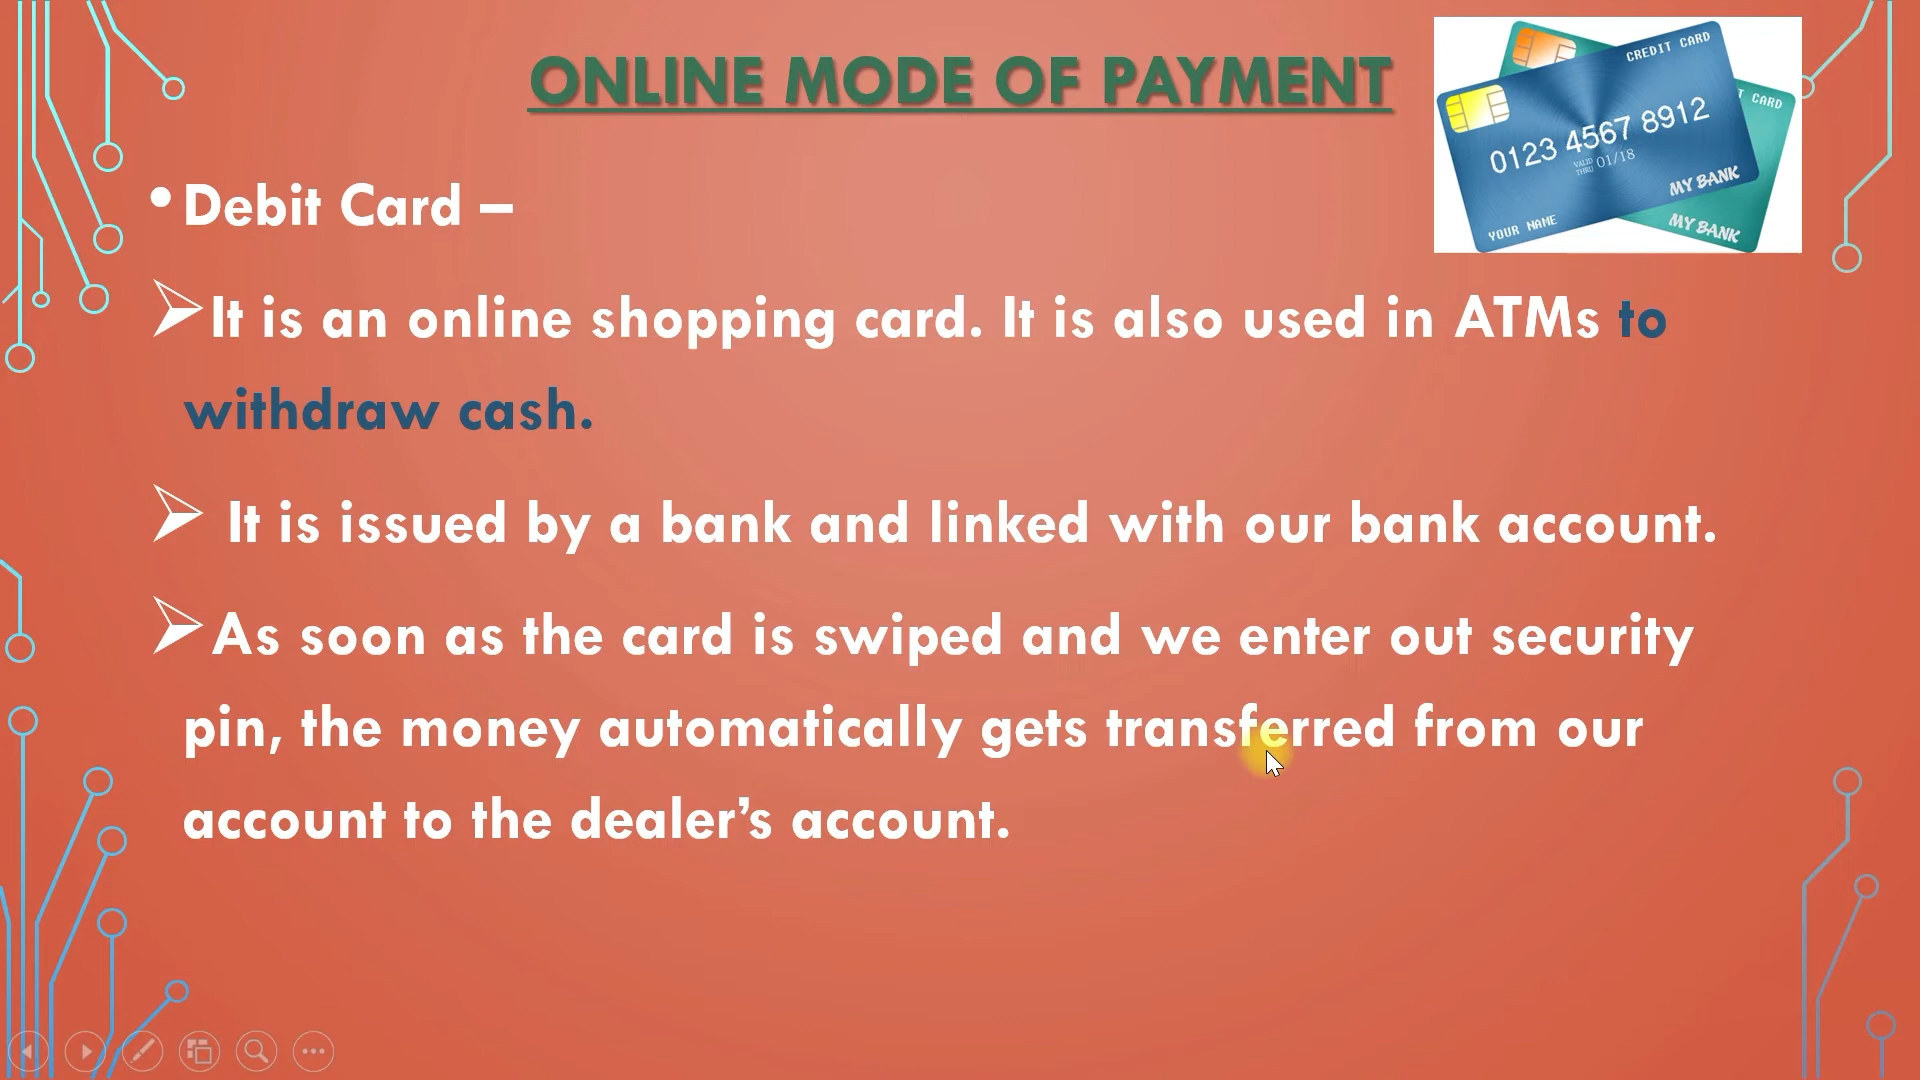 ONLINE MODE OF PAYMENT
CREDIT CARD
T CARD
0123 4567 8912
VALID THRU 01/18
MY BANK
YOUR NAME
MY BANK
• Debit Card –
➢It is an online shopping card. It is also used in ATMs to
withdraw cash.
➢ It is issued by a bank and linked with our bank account.
➢As soon as the card is swiped and we enter out security
pin, the money automatically gets transferred from our
account to the dealer’s account.